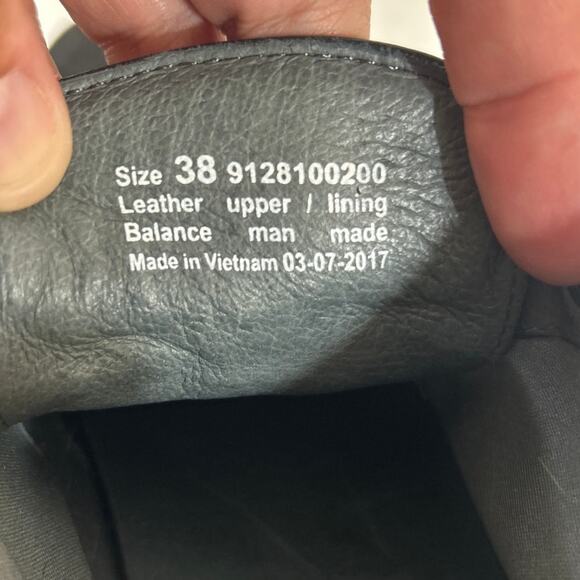 Size 38 9128100200
Leather upper / lining
Balance man made
Made in Vietnam 03-07-2017